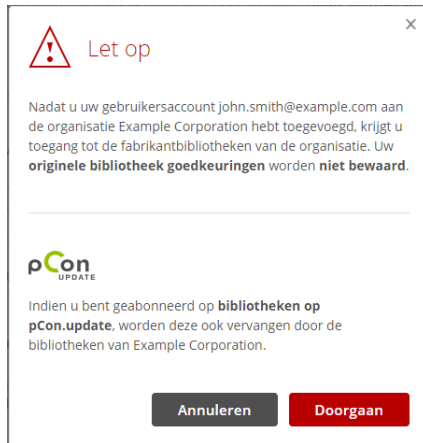 Let op
Nadat u uw gebruikersaccount john.smith@example.com aan
de organisatie Example Corporation hebt toegevoegd, krijgt u
toegang tot de fabrikantbibliotheken van de organisatie. Uw
originele bibliotheek goedkeuringen worden niet bewaard.
pCon
UPDATE
Indien u bent geabonneerd op bibliotheken op
pCon.update, worden deze ook vervangen door de
bibliotheken van Example Corporation.
Annuleren Doorgaan